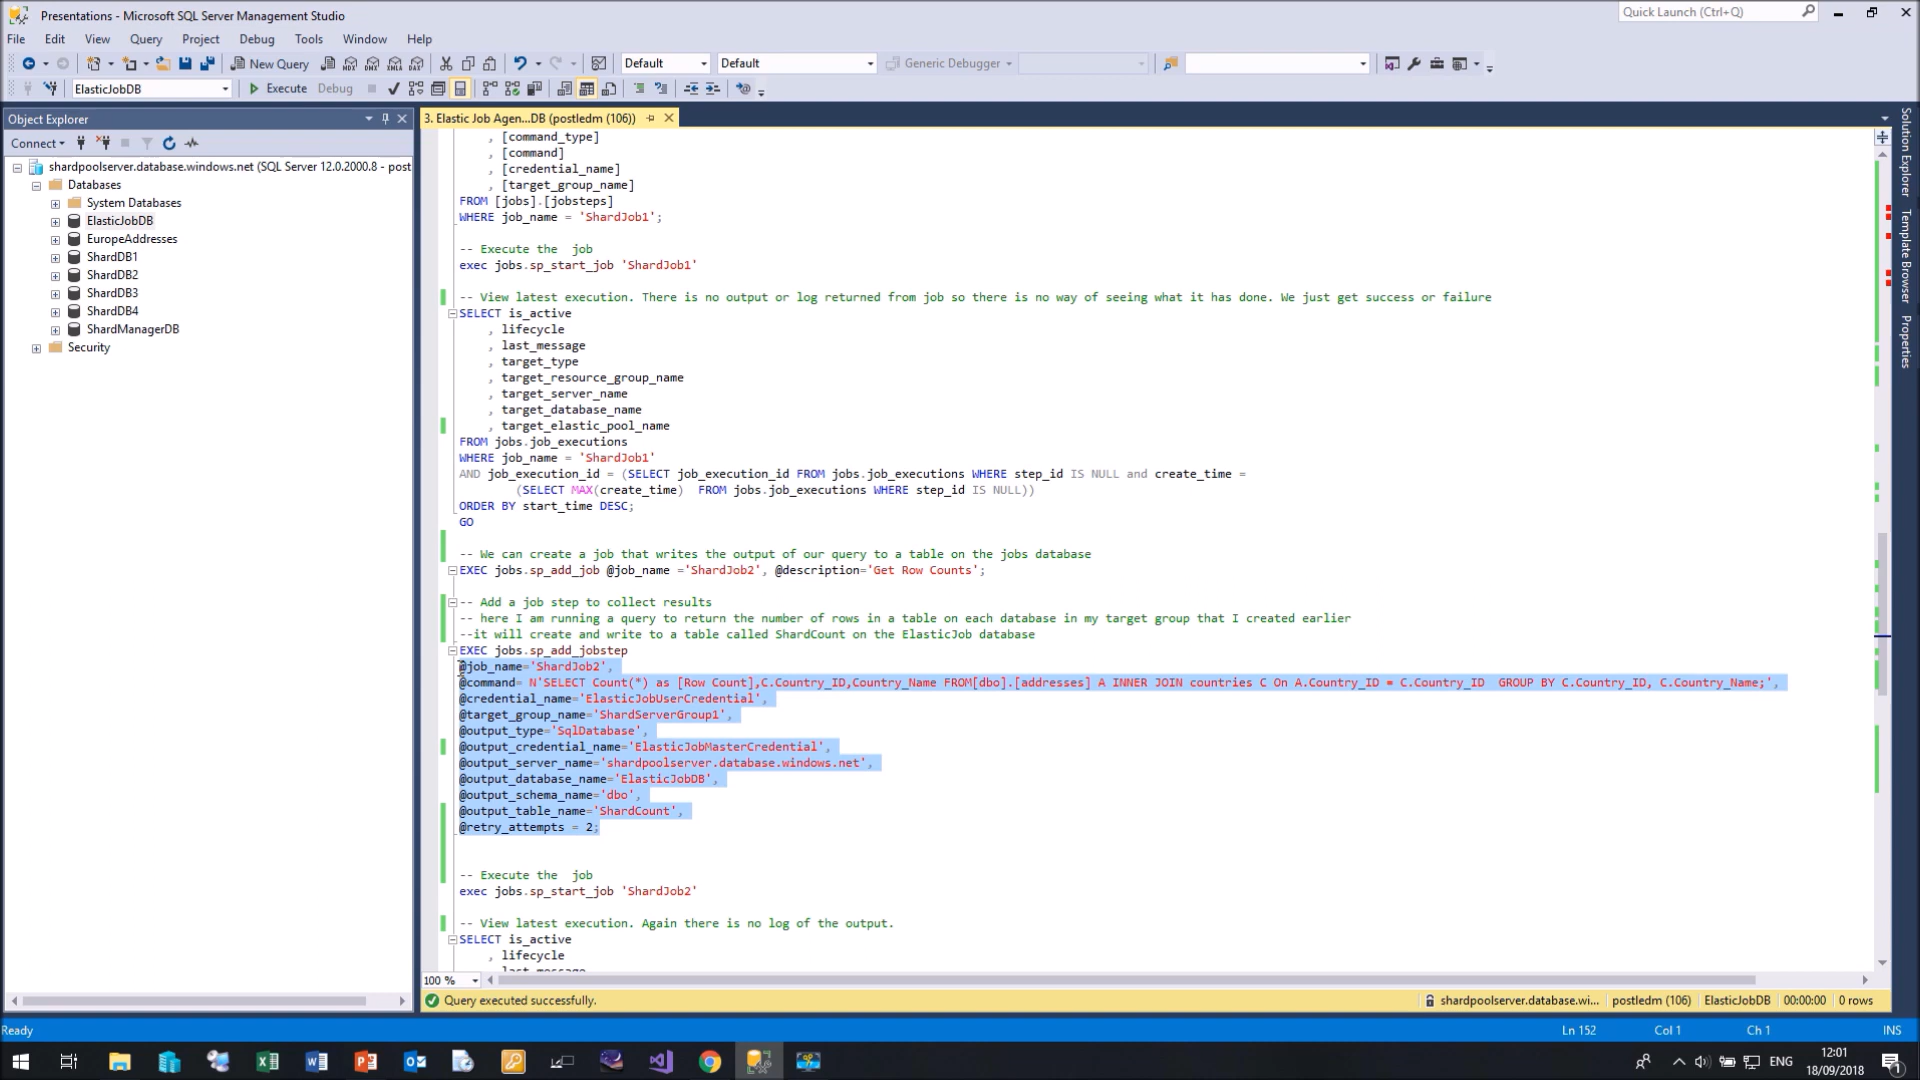 Presentations - Microsoft SQL Server Management Studio
Quick Launch (Ctrl+Q)
File Edit View Query Project Debug Tools Window Help
New Query
Default
Default
Generic Debugger
ElasticJobDB
Execute Debug
Object Explorer
3. Elastic Job Agen...DB (postledm (106))
Connect
shardpoolserver.database.windows.net (SQL Server 12.0.2000.8 - post
Databases
System Databases
ElasticJobDB
EuropeAddresses
ShardDB1
ShardDB2
ShardDB3
ShardDB4
ShardManagerDB
Security
, [command_type]
, [command]
, [credential_name]
, [target_group_name]
FROM [jobs].[jobsteps]
WHERE job_name = 'ShardJob1';
-- Execute the  job
exec jobs.sp_start_job 'ShardJob1'
-- View latest execution. There is no output or log returned from job so there is no way of seeing what it has done. We just get success or failure
SELECT is_active
, lifecycle
, last_message
, target_type
, target_resource_group_name
, target_server_name
, target_database_name
, target_elastic_pool_name
FROM jobs.job_executions
WHERE job_name = 'ShardJob1'
AND job_execution_id = (SELECT job_execution_id FROM jobs.job_executions WHERE step_id IS NULL and create_time =
(SELECT MAX(create_time)  FROM jobs.job_executions WHERE step_id IS NULL))
ORDER BY start_time DESC;
GO
-- We can create a job that writes the output of our query to a table on the jobs database
EXEC jobs.sp_add_job @job_name ='ShardJob2', @description='Get Row Counts';
-- Add a job step to collect results
-- here I am running a query to return the number of rows in a table on each database in my target group that I created earlier
--it will create and write to a table called ShardCount on the ElasticJob database
EXEC jobs.sp_add_jobstep
@job_name='ShardJob2',
@command= N'SELECT Count(*) as [Row Count],C.Country_ID,Country_Name FROM[dbo].[addresses] A INNER JOIN countries C On A.Country_ID = C.Country_ID  GROUP BY C.Country_ID, C.Country_Name;',
@credential_name='ElasticJobUserCredential',
@target_group_name='ShardServerGroup1',
@output_type='SqlDatabase',
@output_credential_name='ElasticJobMasterCredential',
@output_server_name='shardpoolserver.database.windows.net',
@output_database_name='ElasticJobDB',
@output_schema_name='dbo',
@output_table_name='ShardCount',
@retry_attempts = 2;
-- Execute the  job
exec jobs.sp_start_job 'ShardJob2'
-- View latest execution. Again there is no log of the output.
SELECT is_active
, lifecycle
, last_message
100 %
Query executed successfully.
shardpoolserver.database.wi... postledm (106) ElasticJobDB 00:00:00 0 rows
Ready
Ln 152 Col 1 Ch 1 INS
Solution Explorer
Template Browser
Properties
ENG
12:01
18/09/2018
1